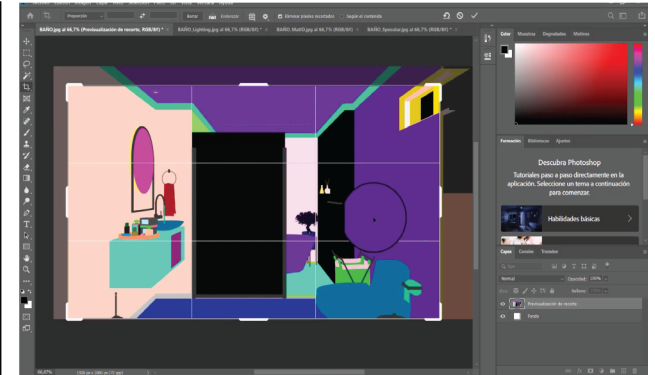 Proporción
Borrar
Enderezar
Eliminar píxeles recortados
Según el contenido
BAÑO.jpg al 66,7% (Previsualización de recorte, RGB/8#) *
BAÑO_Lighting.jpg al 66,7% (RGB/8#) *
BAÑO_MultID.jpg al 66,7% (RGB/8#) *
BAÑO_Specular.jpg al 66,7% (RGB/8#) *
Color
Muestras
Degradados
Motivos
Formación
Bibliotecas
Ajustes
Descubra Photoshop
Tutoriales paso a paso directamente en la
aplicación. Seleccione un tema a continuación
para comenzar.
Habilidades básicas
Capas
Canales
Trazados
Normal
Opacidad: 100%
Relleno:
Previsualización de recorte
Fondo
66,67%